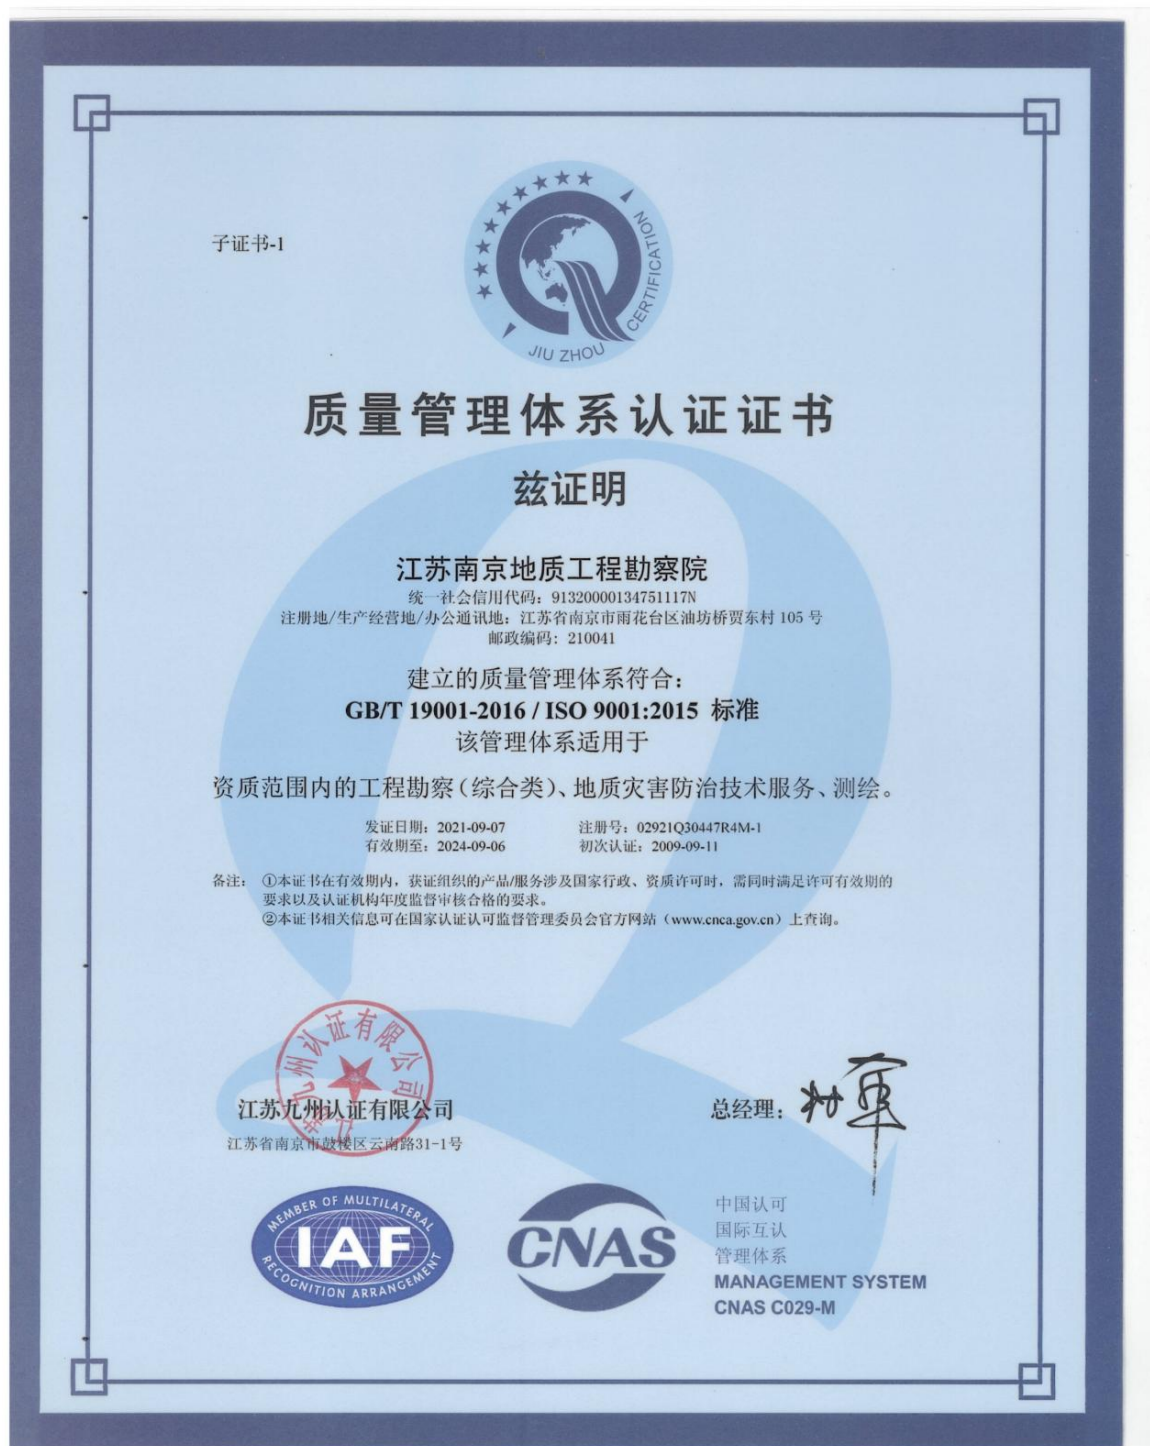 子证书-1
JIU ZHOU CERTIFICATION
质量管理体系认证证书
兹证明
江苏南京地质工程勘察院
统一社会信用代码：91320000134751117N
注册地/生产经营地/办公通讯地：江苏省南京市雨花台区油坊桥贾东村 105 号
邮政编码：210041
建立的质量管理体系符合：
GB/T 19001-2016 / ISO 9001:2015 标准
该管理体系适用于
资质范围内的工程勘察（综合类）、地质灾害防治技术服务、测绘。
发证日期：2021-09-07 注册号：02921Q30447R4M-1
有效期至：2024-09-06 初次认证：2009-09-11
备注：①本证书在有效期内，获证组织的产品/服务涉及国家行政、资质许可时，需同时满足许可有效期的
要求以及认证机构年度监督审核合格的要求。
②本证书相关信息可在国家认证认可监督管理委员会官方网站（www.cnca.gov.cn）上查询。
江苏九州认证有限公司
江苏九州认证有限公司
总经理：
江苏省南京市鼓楼区云南路31-1号
MEMBER OF MULTILATERAL
IAF
RECOGNITION ARRANGEMENT
CNAS
中国认可
国际互认
管理体系
MANAGEMENT SYSTEM
CNAS C029-M